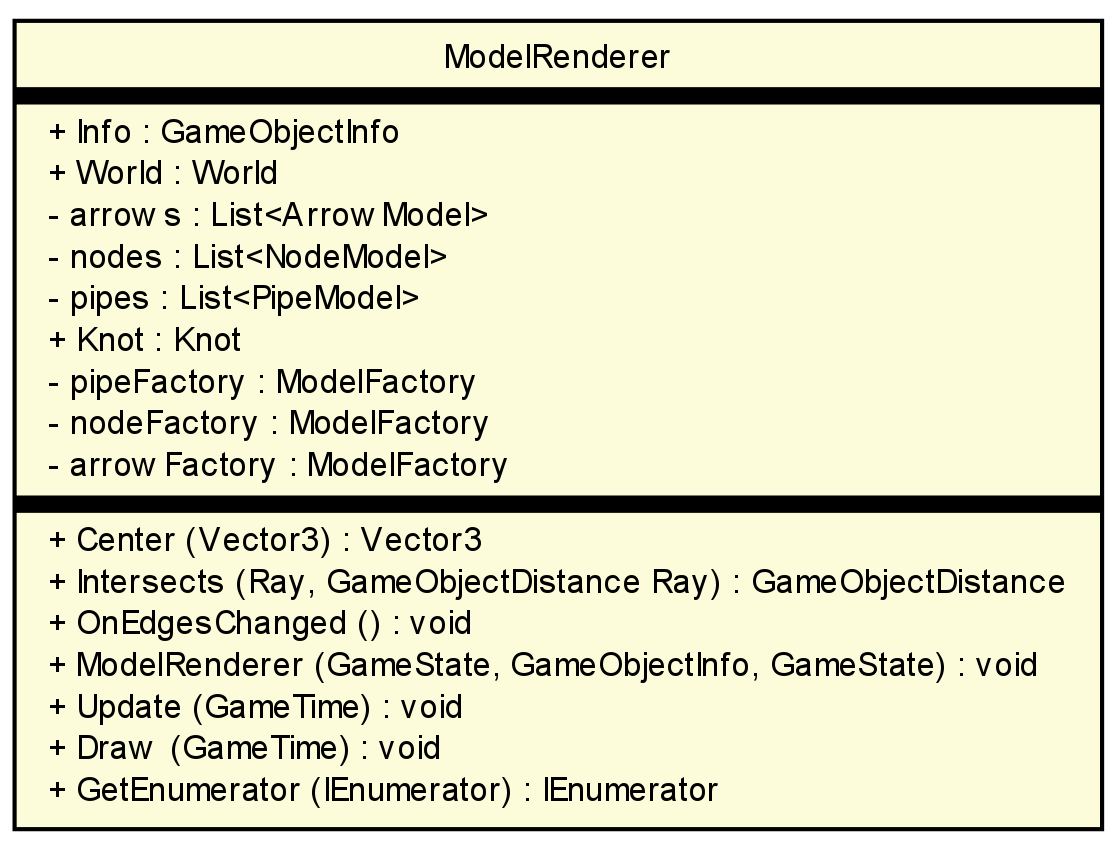 ModelRenderer
+ Info : GameObjectInfo
+ World : World
- arrow s : List<Arrow Model>
- nodes : List<NodeModel>
- pipes : List<PipeModel>
+ Knot : Knot
- pipeFactory : ModelFactory
- nodeFactory : ModelFactory
- arrow Factory : ModelFactory
+ Center (Vector3) : Vector3
+ Intersects (Ray, GameObjectDistance Ray) : GameObjectDistance
+ OnEdgesChanged () : void
+ ModelRenderer (GameState, GameObjectInfo, GameState) : void
+ Update (GameTime) : void
+ Draw (GameTime) : void
+ GetEnumerator (IEnumerator) : IEnumerator